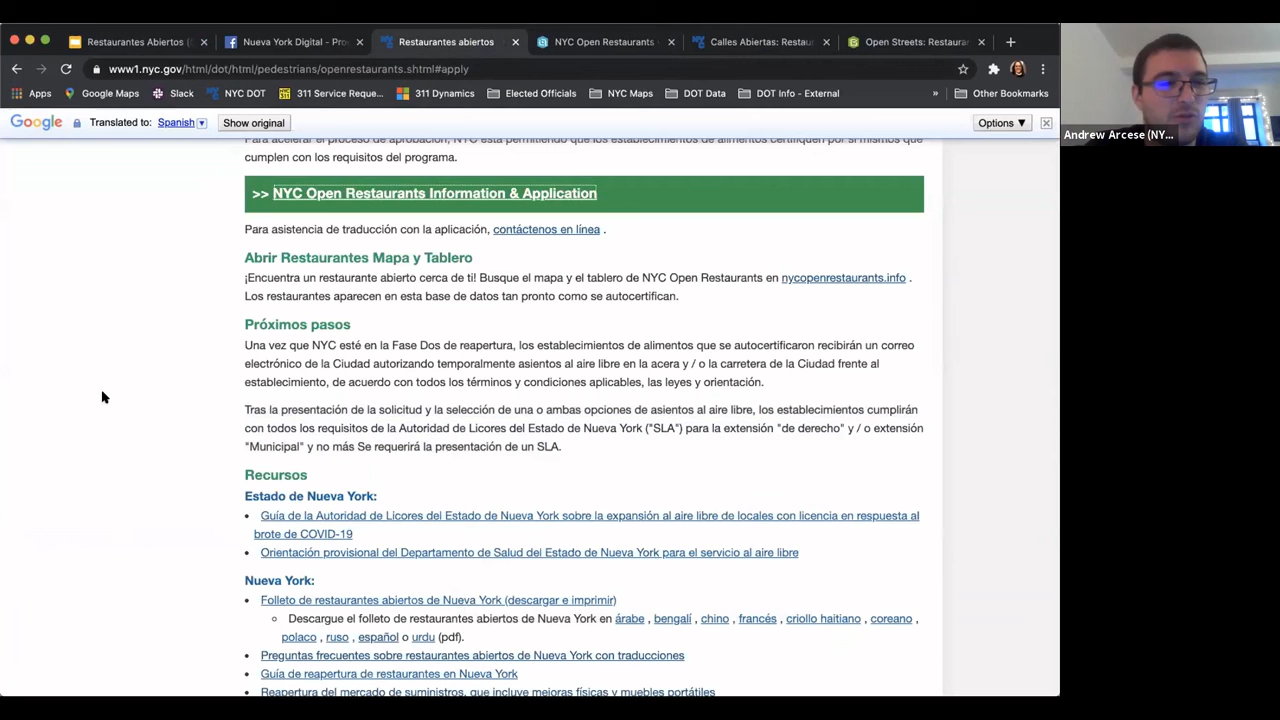 Restaurantes Abiertos (
Nueva York Digital - Pro
Restaurantes abiertos
NYC Open Restaurants
Calles Abiertas: Restau
Open Streets: Restaurar
www1.nyc.gov/html/dot/html/pedestrians/openrestaurants.shtml#apply
Apps Google Maps Slack NYC DOT 311 Service Reque... 311 Dynamics Elected Officials NYC Maps DOT Data DOT Info - External » Other Bookmarks
Google Translated to: Spanish Show original Options ▼
Para acelerar el proceso de aprobación, NYC está permitiendo que los establecimientos de alimentos certifiquen por sí mismos que
cumplen con los requisitos del programa.
>> NYC Open Restaurants Information & Application
Para asistencia de traducción con la aplicación, contáctenos en línea .
Abrir Restaurantes Mapa y Tablero
¡Encuentra un restaurante abierto cerca de ti! Busque el mapa y el tablero de NYC Open Restaurants en nycopenrestaurants.info .
Los restaurantes aparecen en esta base de datos tan pronto como se autocertifican.
Próximos pasos
Una vez que NYC esté en la Fase Dos de reapertura, los establecimientos de alimentos que se autocertificaron recibirán un correo
electrónico de la Ciudad autorizando temporalmente asientos al aire libre en la acera y / o la carretera de la Ciudad frente al
establecimiento, de acuerdo con todos los términos y condiciones aplicables, las leyes y orientación.
Tras la presentación de la solicitud y la selección de una o ambas opciones de asientos al aire libre, los establecimientos cumplirán
con todos los requisitos de la Autoridad de Licores del Estado de Nueva York ("SLA") para la extensión "de derecho" y / o extensión
"Municipal" y no más Se requerirá la presentación de un SLA.
Recursos
Estado de Nueva York:
• Guía de la Autoridad de Licores del Estado de Nueva York sobre la expansión al aire libre de locales con licencia en respuesta al
brote de COVID-19
• Orientación provisional del Departamento de Salud del Estado de Nueva York para el servicio al aire libre
Nueva York:
• Folleto de restaurantes abiertos de Nueva York (descargar e imprimir)
Descargue el folleto de restaurantes abiertos de Nueva York en árabe , bengalí , chino , francés , criollo haitiano , coreano ,
polaco , ruso , español o urdu (pdf).
• Preguntas frecuentes sobre restaurantes abiertos de Nueva York con traducciones
• Guía de reapertura de restaurantes en Nueva York
• Reapertura del mercado de suministros, que incluye mejoras físicas y muebles portátiles
Andrew Arcese (NY...